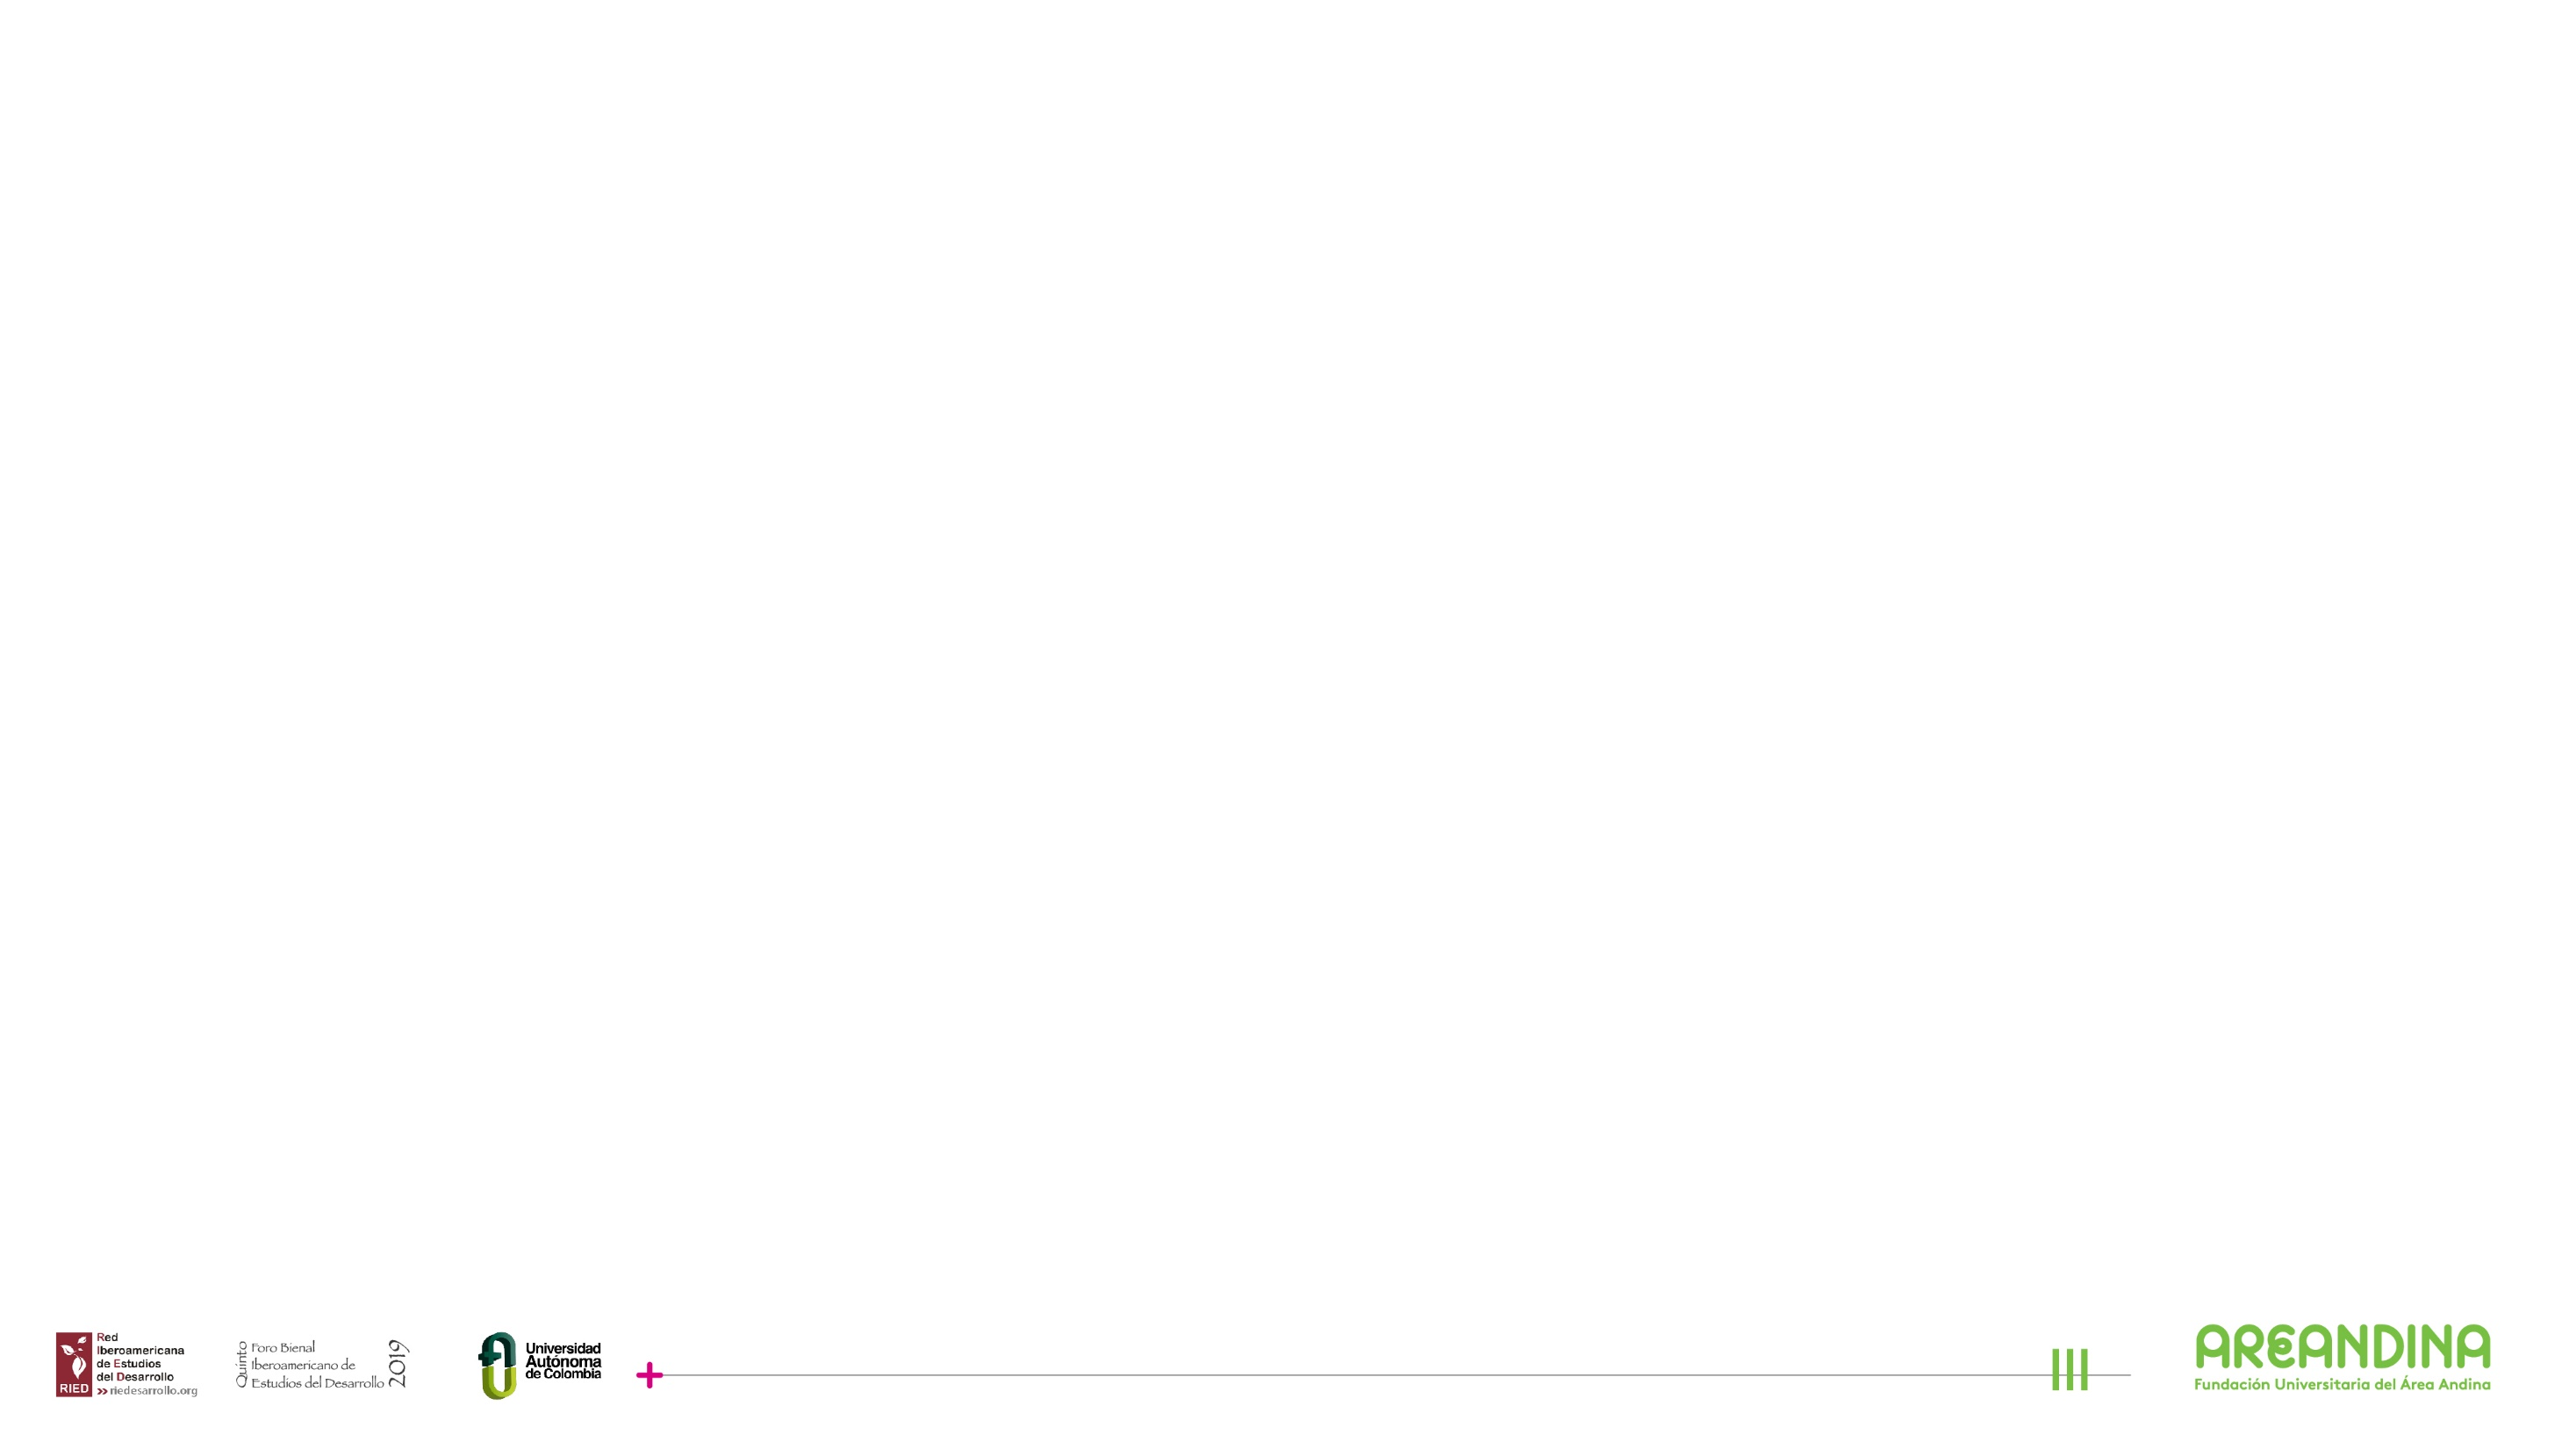 Red
Iberoamericana
de Estudios
del Desarrollo
RIED
>> riedesarrollo.org
Quinto
Foro Bienal
Iberoamericano de
Estudios del Desarrollo
2019
Universidad
Autónoma
de Colombia
AREANDINA
Fundación Universitaria del Área Andina